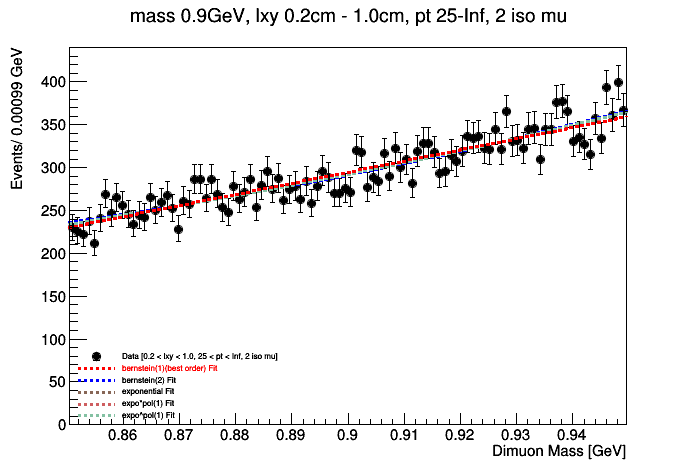 mass 0.9GeV, lxy 0.2cm - 1.0cm, pt 25-Inf, 2 iso mu
Events/ 0.00099 GeV
400
350
300
250
200
150
100
50
0
Data [0.2 < lxy < 1.0, 25 < pt < Inf, 2 iso mu]
bernstein(1)(best order) Fit
bernstein(2) Fit
exponential Fit
expo*pol(1) Fit
expo^pol(1) Fit
0.86 0.87 0.88 0.89 0.9 0.91 0.92 0.93 0.94
Dimuon Mass [GeV]